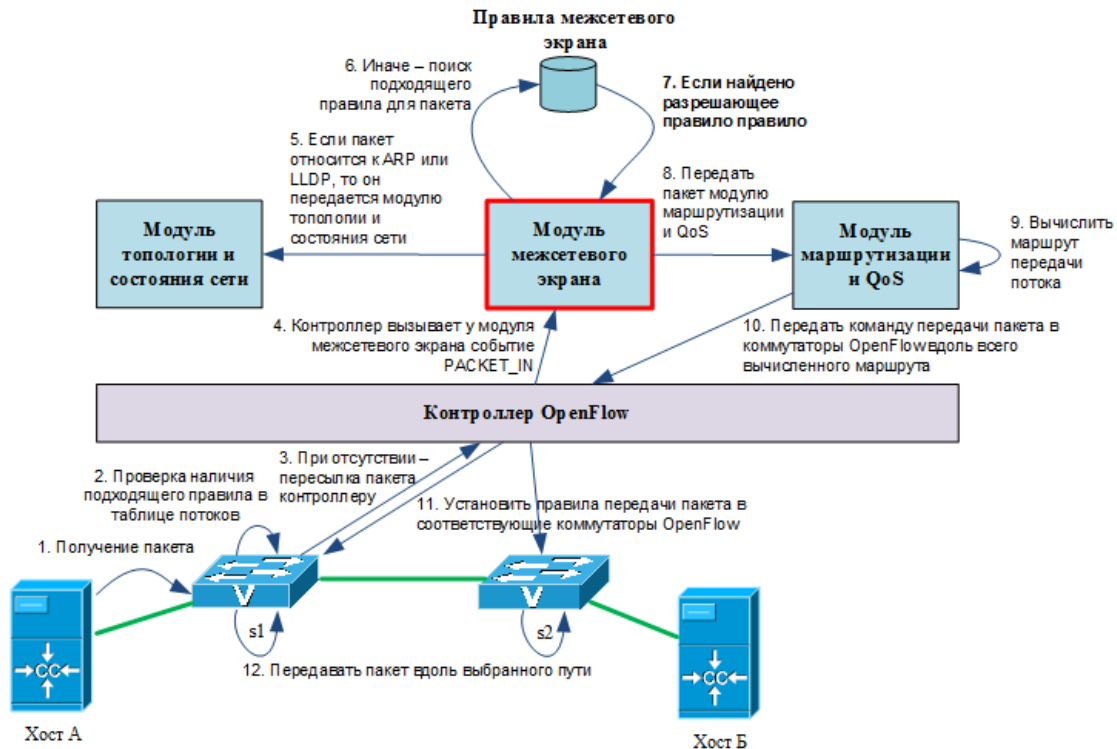 Правила межсетевого
экрана
6. Иначе – поиск
подходящего
правила для пакета
7. Если найдено
разрешающее
правило правило
5. Если пакет
относится к ARP или
LLDP, то он
передается модулю
топологии и
состояния сети
8. Передать
пакет модулю
маршрутизации
и QoS
Модуль
топологии и
состояния сети
Модуль
межсетевого
экрана
Модуль
маршрутизации
и QoS
9. Вычислить
маршрут
передачи
потока
4. Контроллер вызывает у модуля
межсетевого экрана событие
PACKET_IN
10. Передать команду передачи пакета в
коммутаторы OpenFlowвдоль всего
вычисленного маршрута
Контроллер OpenFlow
2. Проверка наличия
подходящего правила в
таблице потоков
3. При отсутствии –
пересылка пакета
контроллеру
11. Установить правила передачи пакета в
соответствующие коммутаторы OpenFlow
1. Получение пакета
V
V
s1
s2
12. Передавать пакет вдоль выбранного пути
CC
CC
Хост А
Хост Б